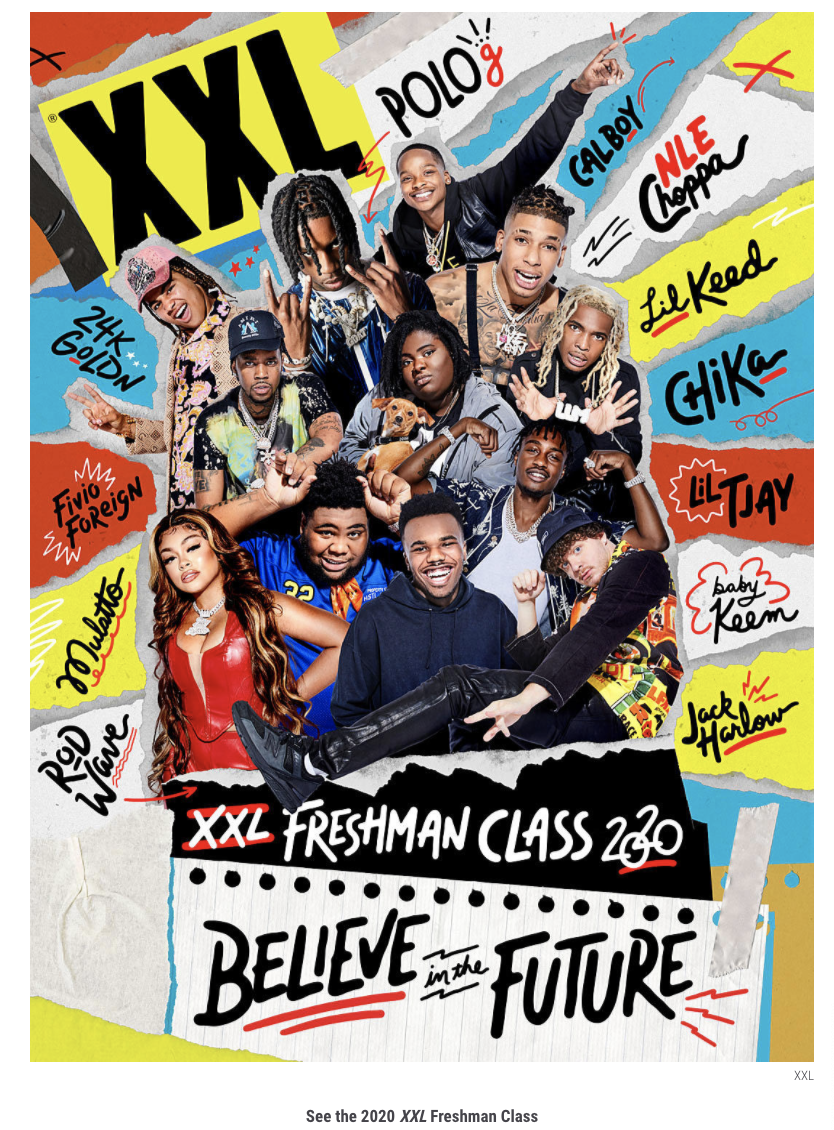 XXL
®
POLO G
CALBOY
NLE
Choppa
Lil Keed
CHIKa
LiL TJAY
baby
Keem
Jack
Harlow
24K
GoLDN
Fivio
FoReign
Mulatto
RoD
Wave
XXL FRESHMAN CLASS 2020
BELIEVE in the FUTURE
XXL
See the 2020 XXL Freshman Class